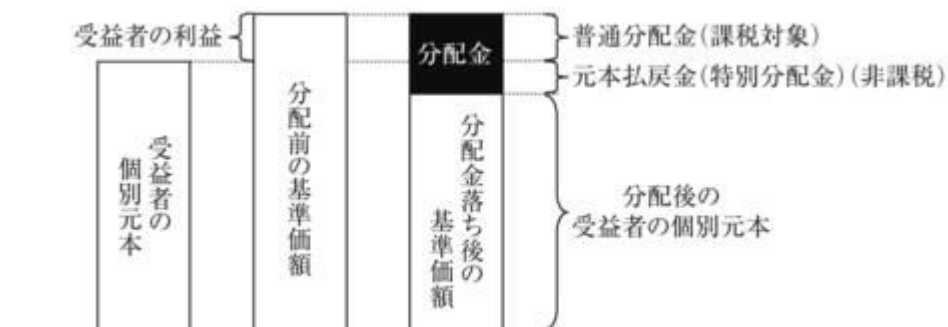 受益者の利益
普通分配金(課税対象)
分配金
元本払戻金(特別分配金)(非課税)
受益者の
個別元本
分配前の基準価額
分配金落ち後の
基準価額
分配後の
受益者の個別元本